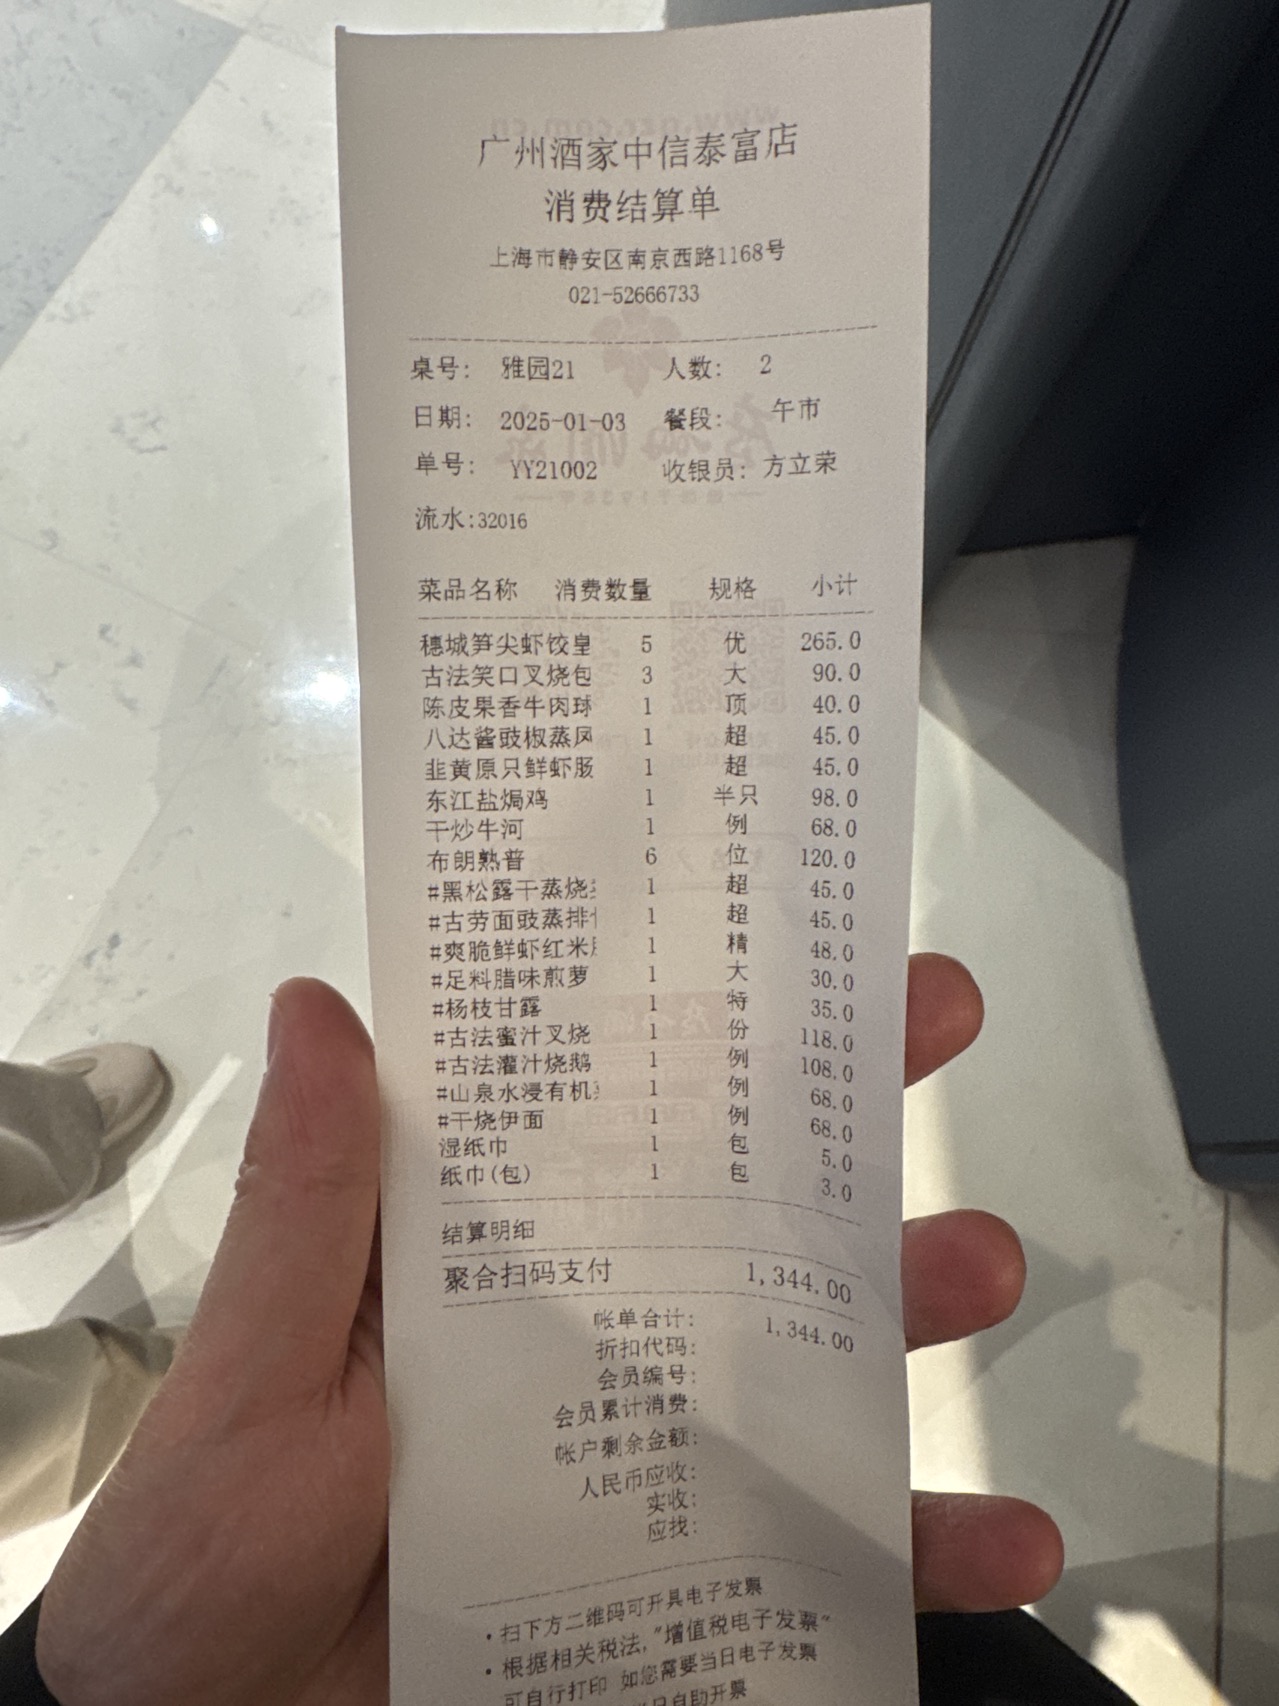 广州酒家中信泰富店
消费结算单
上海市静安区南京西路1168号
021-52666733
桌号: 雅园21 人数: 2
日期: 2025-01-03 餐段: 午市
单号: YY21002 收银员: 方立荣
流水:32016
菜品名称 消费数量 规格 小计
穗城笋尖虾饺皇 5 优 265.0
古法笑口叉烧包 3 大 90.0
陈皮果香牛肉球 1 顶 40.0
八达酱豉椒蒸凤 1 超 45.0
韭黄原只鲜虾肠 1 超 45.0
东江盐焗鸡 1 半只 98.0
干炒牛河 1 例 68.0
布朗熟普 6 位 120.0
#黑松露干蒸烧 1 超 45.0
#古劳面豉蒸排 1 超 45.0
#爽脆鲜虾红米 1 精 48.0
#足料腊味煎萝 1 大 30.0
#杨枝甘露 1 特 35.0
#古法蜜汁叉烧 1 份 118.0
#古法灌汁烧鹅 1 例 108.0
#山泉水浸有机 1 例 68.0
#干烧伊面 1 例 68.0
湿纸巾 1 包 5.0
纸巾(包) 1 包 3.0
结算明细
聚合扫码支付 1,344.00
帐单合计: 1,344.00
折扣代码:
会员编号:
会员累计消费:
帐户剩余金额:
人民币应收:
实收:
应找:
·扫下方二维码可开具电子发票
·根据相关税法,"增值税电子发票"
可自行打印 如您需要当日电子发票
日自助开票